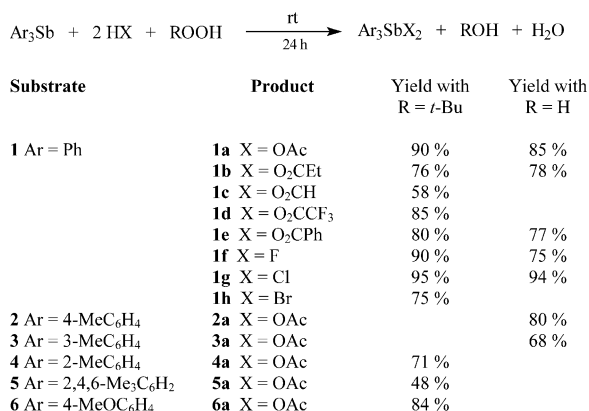 rt
Ar₃Sb + 2 HX + ROOH Ar₃SbX₂ + ROH + H₂O
24 h
Substrate Product Yield with Yield with
R = t-Bu R = H
1 Ar = Ph 1a X = OAc 90 % 85 %
1b X = O₂CEt 76 % 78 %
1c X = O₂CH 58 %
1d X = O₂CCF₃ 85 %
1e X = O₂CPh 80 % 77 %
1f X = F 90 % 75 %
1g X = Cl 95 % 94 %
1h X = Br 75 %
2 Ar = 4-MeC₆H₄ 2a X = OAc 80 %
3 Ar = 3-MeC₆H₄ 3a X = OAc 68 %
4 Ar = 2-MeC₆H₄ 4a X = OAc 71 %
5 Ar = 2,4,6-Me₃C₆H₂ 5a X = OAc 48 %
6 Ar = 4-MeOC₆H₄ 6a X = OAc 84 %